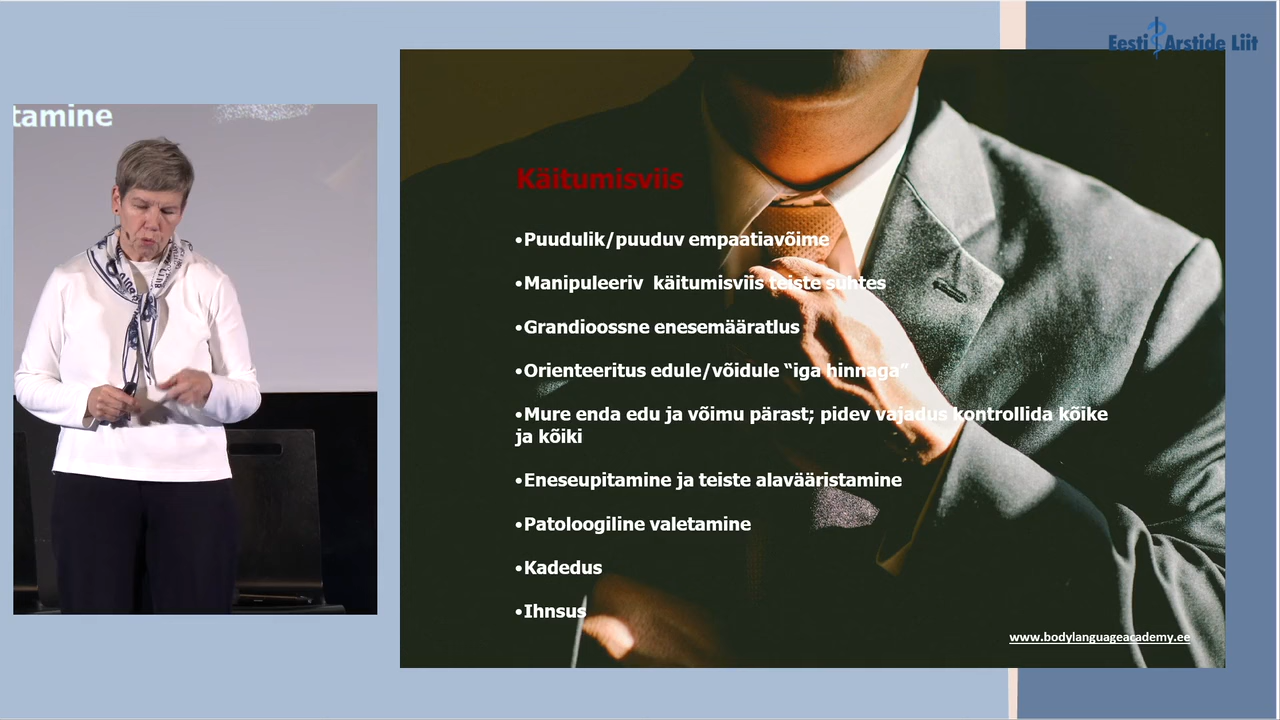 Eesti Arstide Liit
tamine
Käitumisviis
•Puudulik/puuduv empaatiavõime
•Manipuleeriv käitumisviis teiste suhtes
•Grandioossne enesemääratlus
•Orienteeritus edule/võidule “iga hinnaga”
•Mure enda edu ja võimu pärast; pidev vajadus kontrollida kõike
ja kõiki
•Eneseupitamine ja teiste alavääristamine
•Patoloogiline valetamine
•Kadedus
•Ihnsus
www.bodylanguageacademy.ee